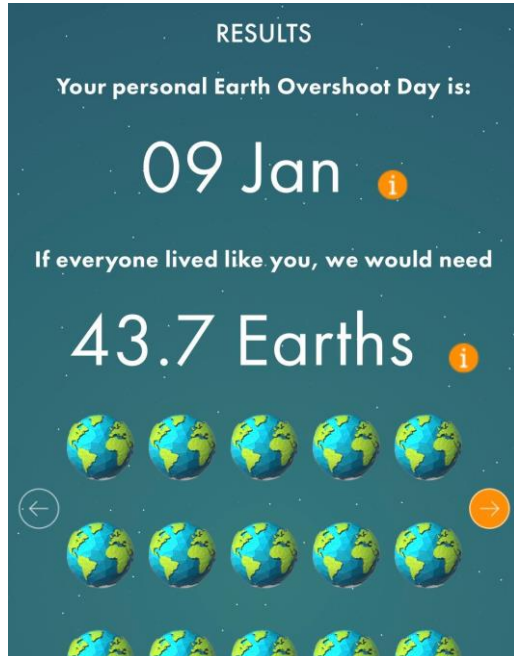 RESULTS
Your personal Earth Overshoot Day is:
09 Jan i
If everyone lived like you, we would need
43.7 Earths i